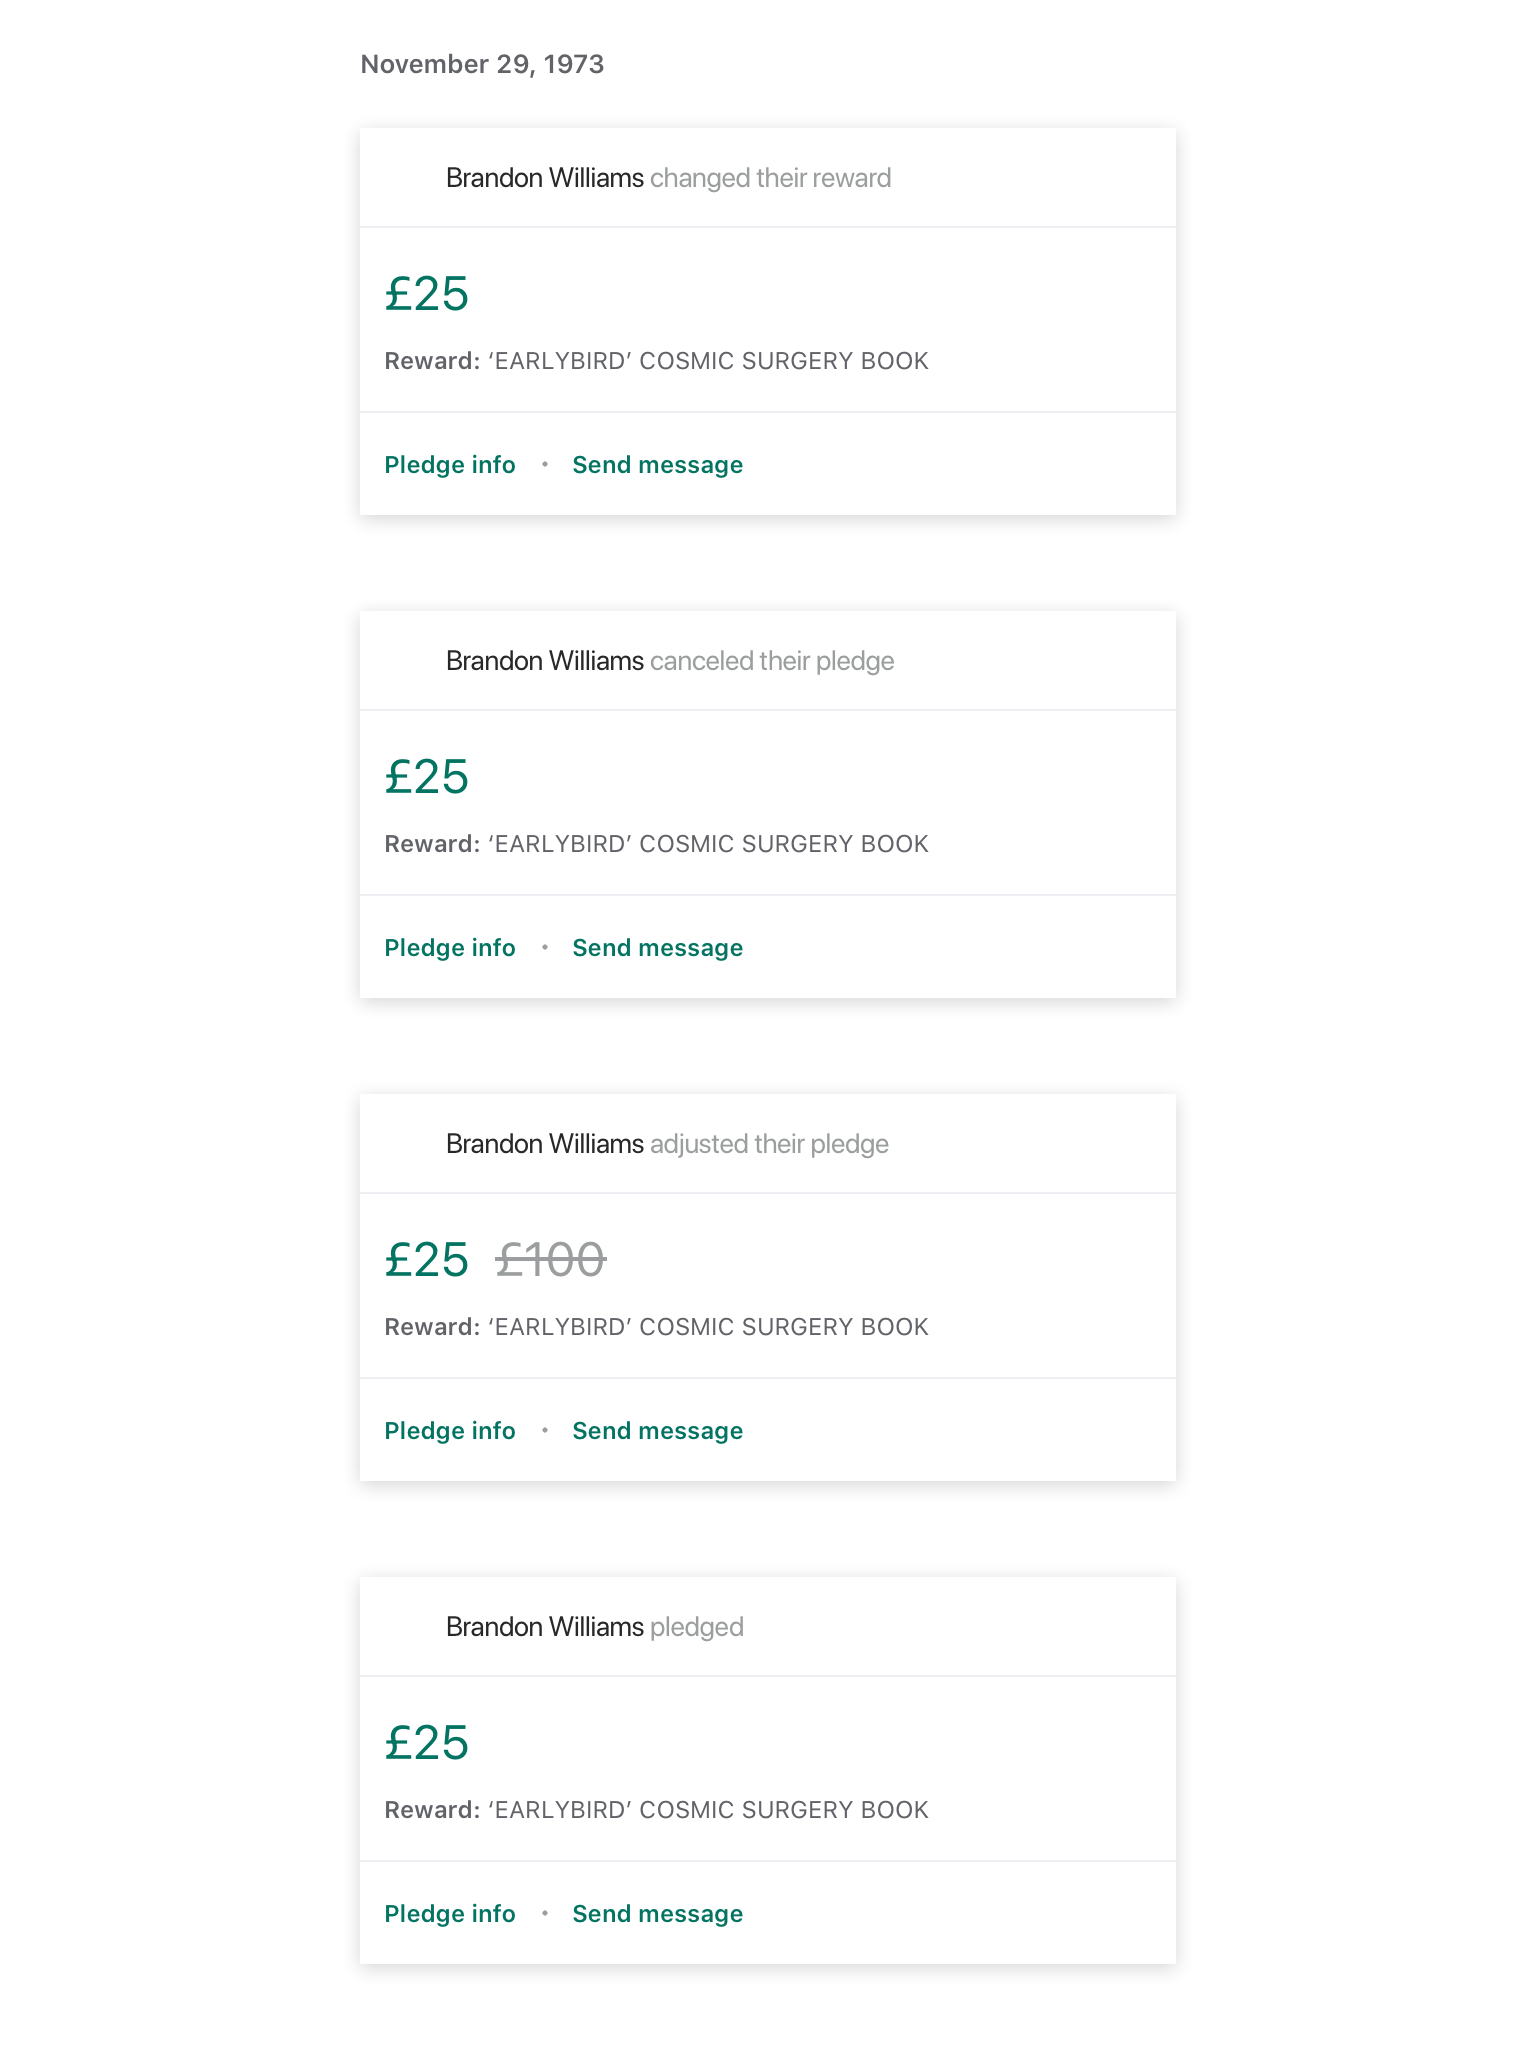 November 29, 1973
Brandon Williams changed their reward
£25
Reward: ‘EARLYBIRD’ COSMIC SURGERY BOOK
Pledge info • Send message
Brandon Williams canceled their pledge
£25
Reward: ‘EARLYBIRD’ COSMIC SURGERY BOOK
Pledge info • Send message
Brandon Williams adjusted their pledge
£25 £100
Reward: ‘EARLYBIRD’ COSMIC SURGERY BOOK
Pledge info • Send message
Brandon Williams pledged
£25
Reward: ‘EARLYBIRD’ COSMIC SURGERY BOOK
Pledge info • Send message